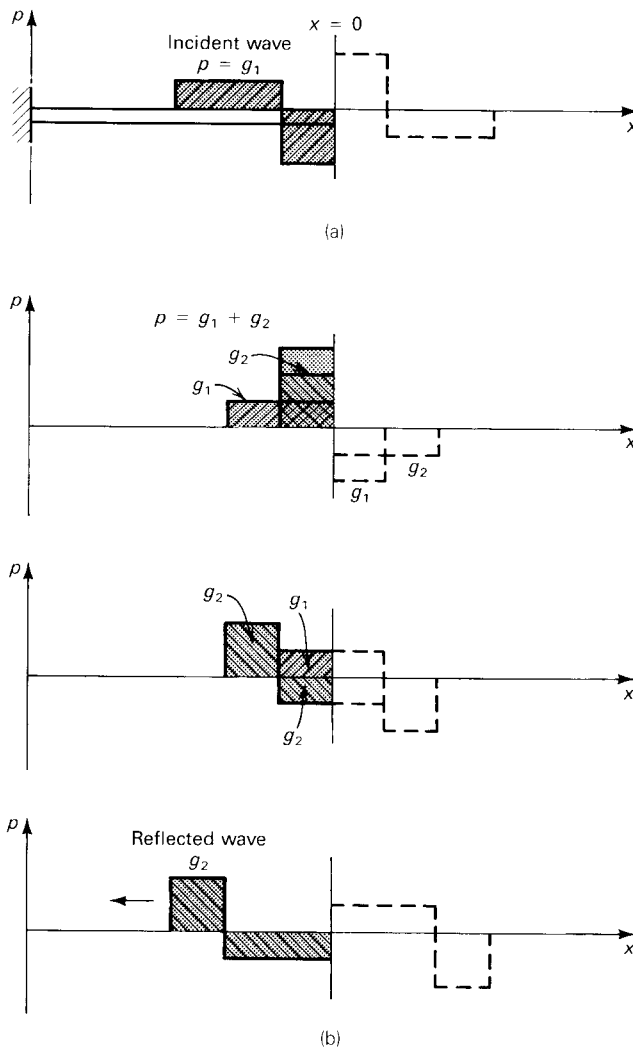 p
x = 0
Incident wave
p = g₁
x
(a)
p
p = g₁ + g₂
g₂
g₁
x
g₁
g₂
p
g₂
g₁
x
g₂
p
Reflected wave
g₂
x
(b)